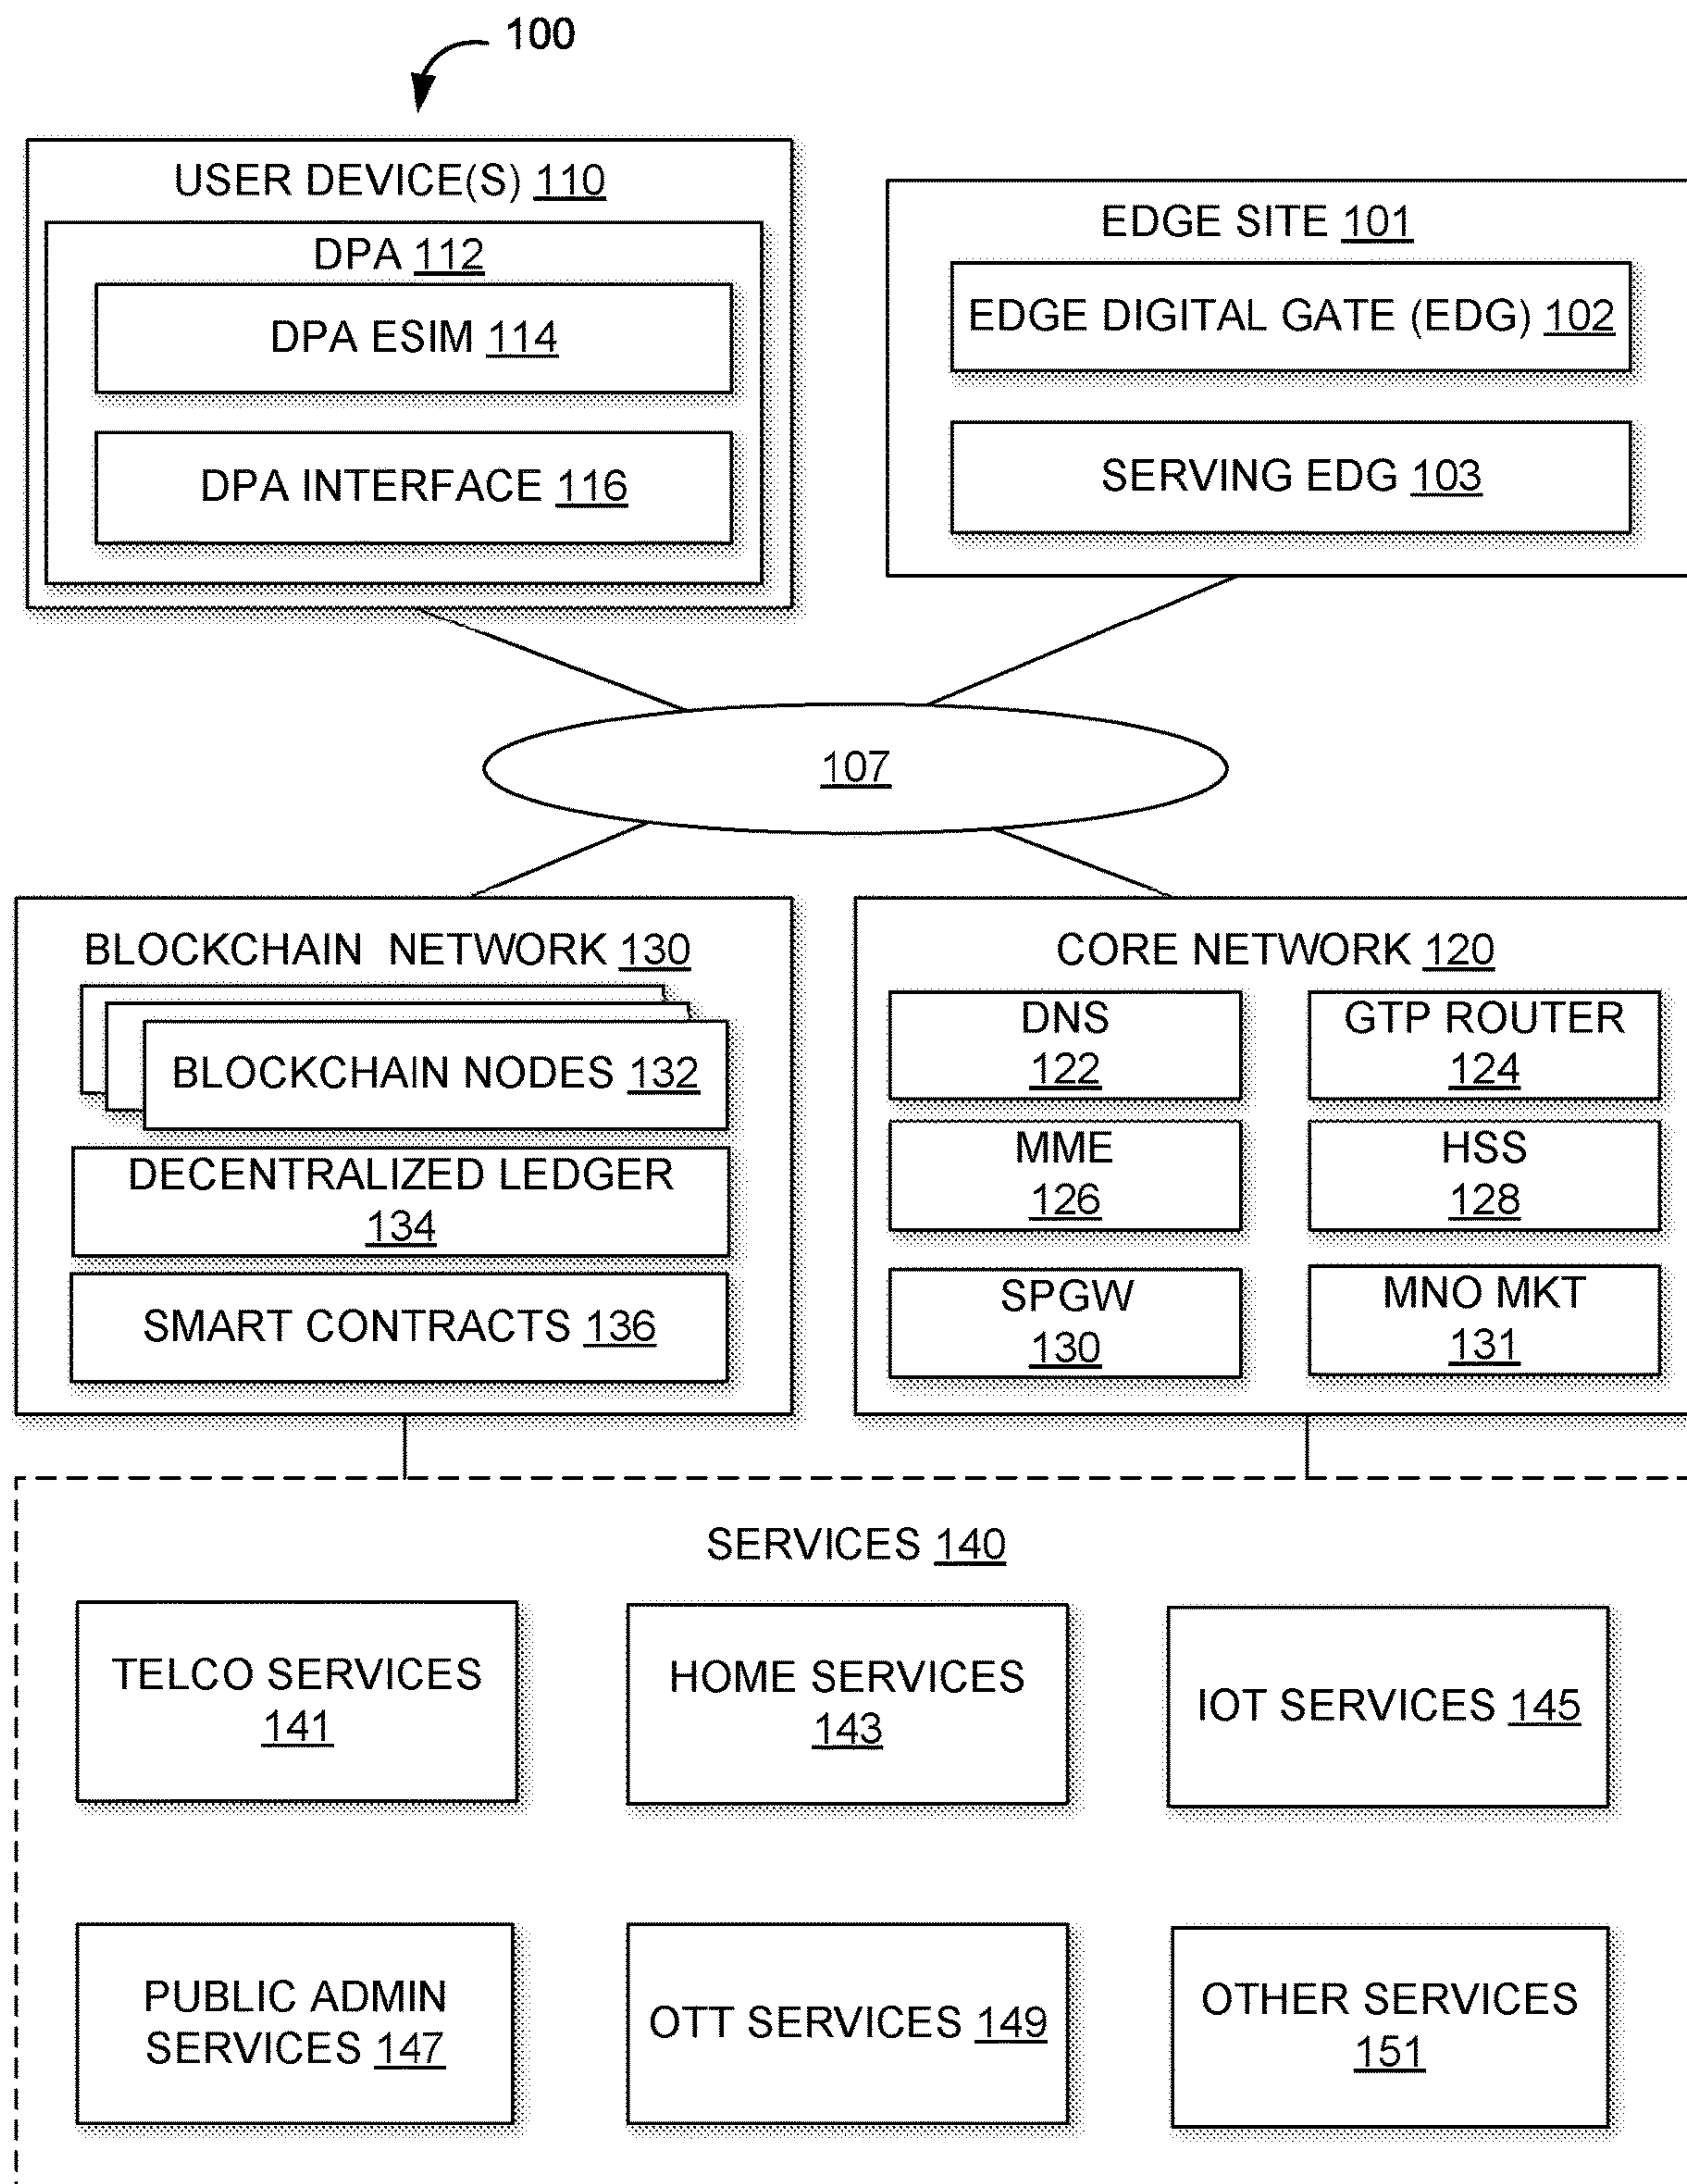 100
USER DEVICE(S) 110
DPA 112
DPA ESIM 114
DPA INTERFACE 116
EDGE SITE 101
EDGE DIGITAL GATE (EDG) 102
SERVING EDG 103
107
BLOCKCHAIN NETWORK 130
BLOCKCHAIN NODES 132
DECENTRALIZED LEDGER
134
SMART CONTRACTS 136
CORE NETWORK 120
DNS
122
GTP ROUTER
124
MME
126
HSS
128
SPGW
130
MNO MKT
131
SERVICES 140
TELCO SERVICES
141
HOME SERVICES
143
IOT SERVICES 145
PUBLIC ADMIN
SERVICES 147
OTT SERVICES 149
OTHER SERVICES
151